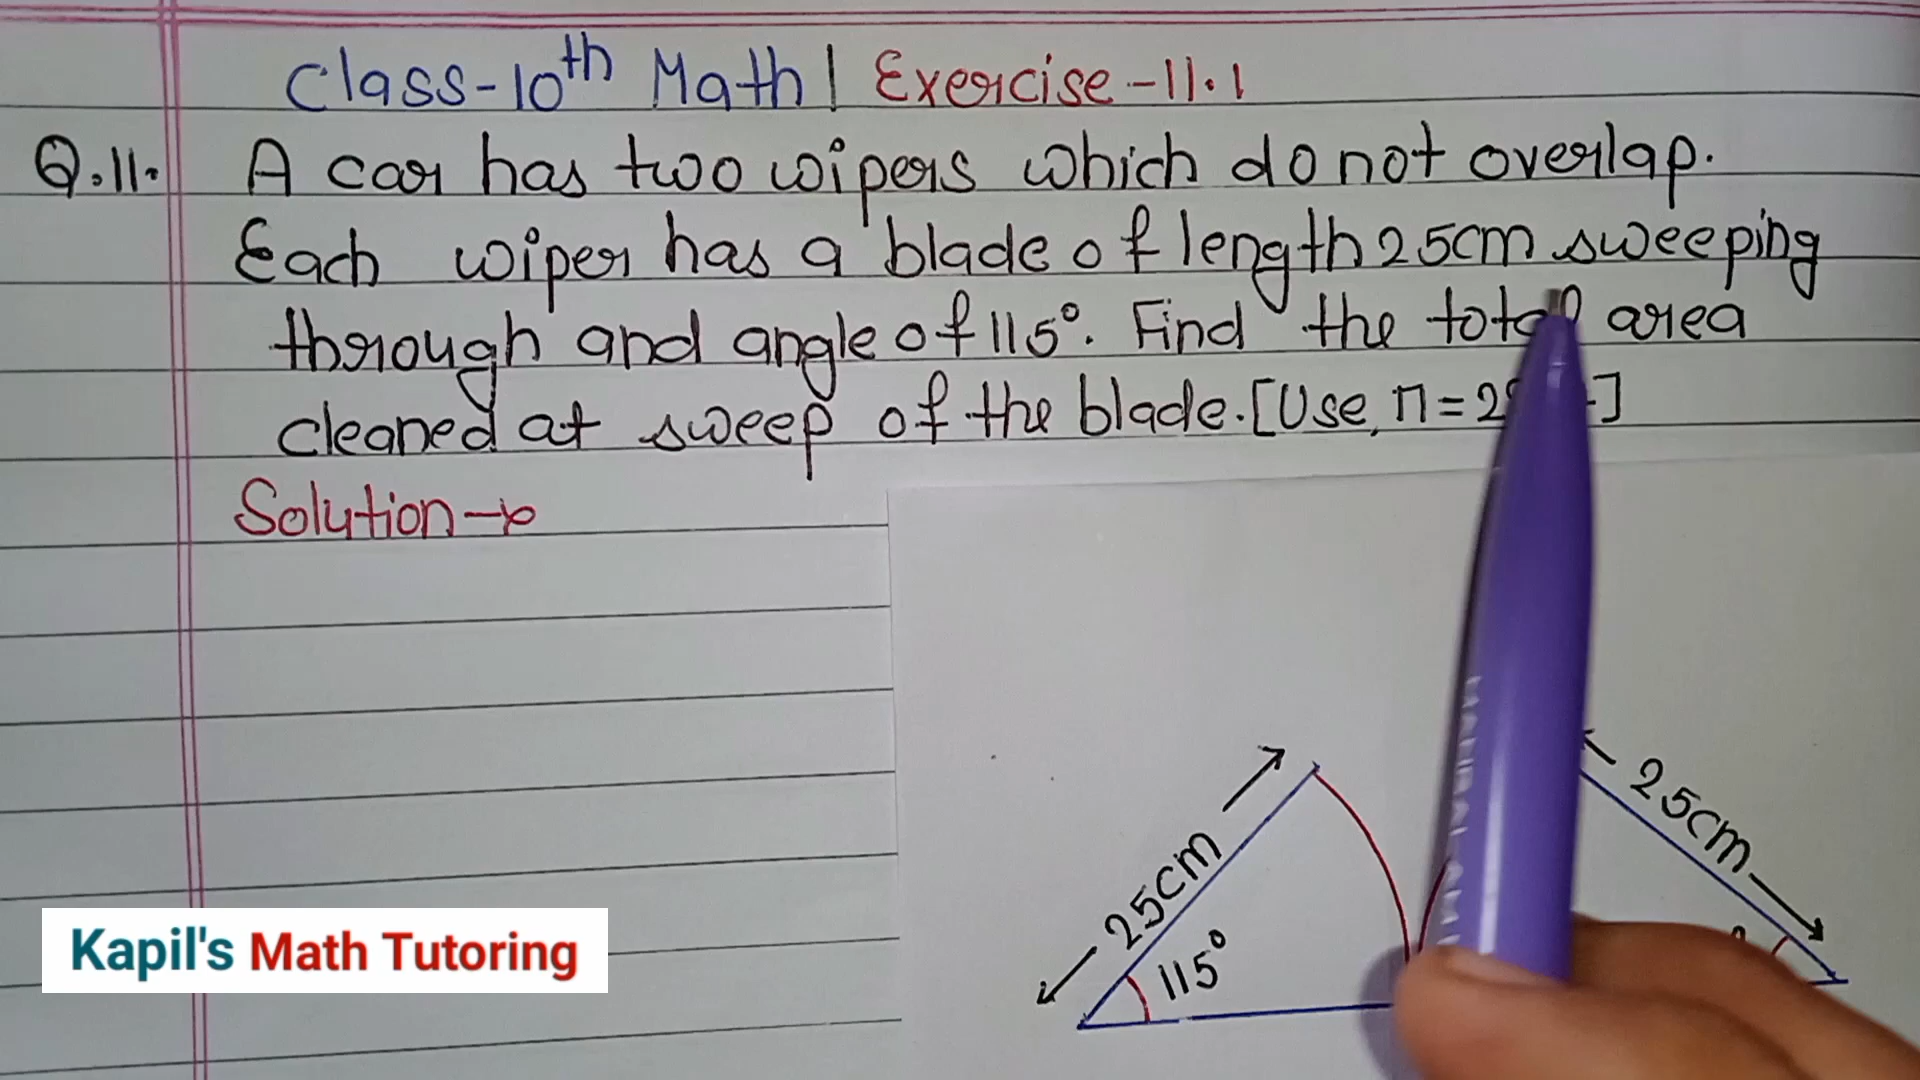 Class-10th Math | Exercise-11.1
Q.11. A car has two wipers which do not overlap.
Each wiper has a blade of length 25cm sweeping
through and angle of 115°. Find the total area
cleaned at sweep of the blade. [Use, π=2 ]
Solution→
25cm
25cm
115°
Kapil's Math Tutoring